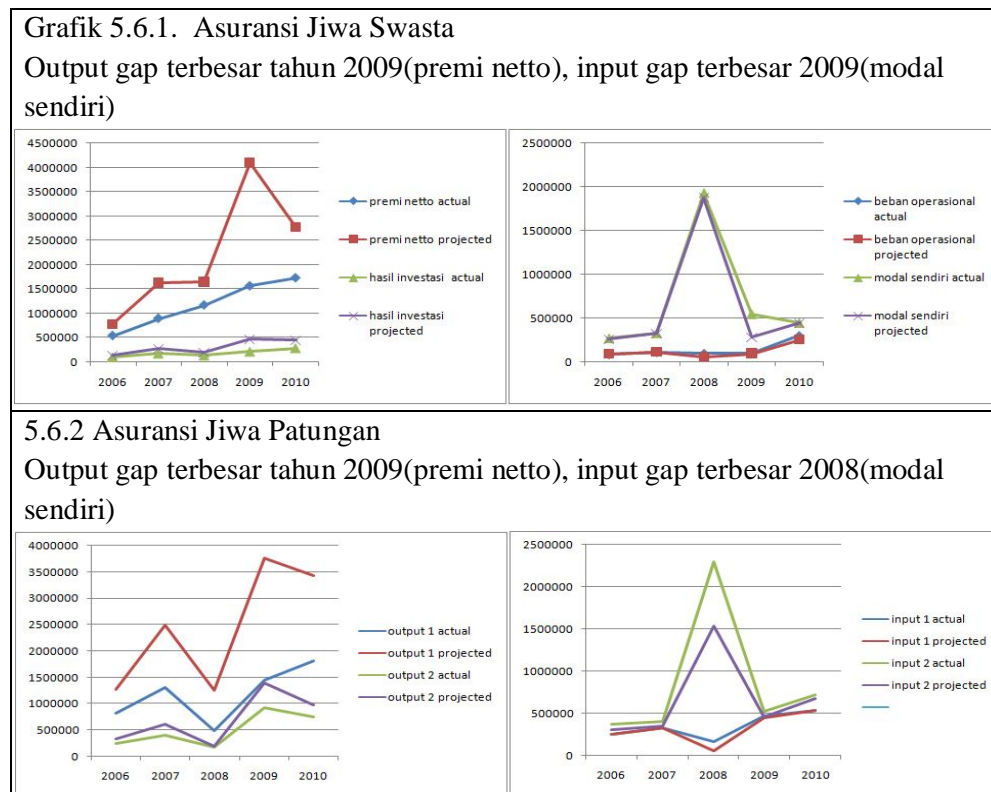 Grafik 5.6.1.  Asuransi Jiwa Swasta
Output gap terbesar tahun 2009(premi netto), input gap terbesar 2009(modal
sendiri)
4500000
4000000
3500000
3000000
2500000
2000000
1500000
1000000
500000
0
2006 2007 2008 2009 2010
premi netto actual
premi netto projected
hasil investasi actual
hasil investasi
projected
2500000
2000000
1500000
1000000
500000
0
2006 2007 2008 2009 2010
beban operasional
actual
beban operasional
projected
modal sendiri actual
modal sendiri
projected
5.6.2 Asuransi Jiwa Patungan
Output gap terbesar tahun 2009(premi netto), input gap terbesar 2008(modal
sendiri)
4000000
3500000
3000000
2500000
2000000
1500000
1000000
500000
0
2006 2007 2008 2009 2010
output 1 actual
output 1 projected
output 2 actual
output 2 projected
2500000
2000000
1500000
1000000
500000
0
2006 2007 2008 2009 2010
input 1 actual
input 1 projected
input 2 actual
input 2 projected